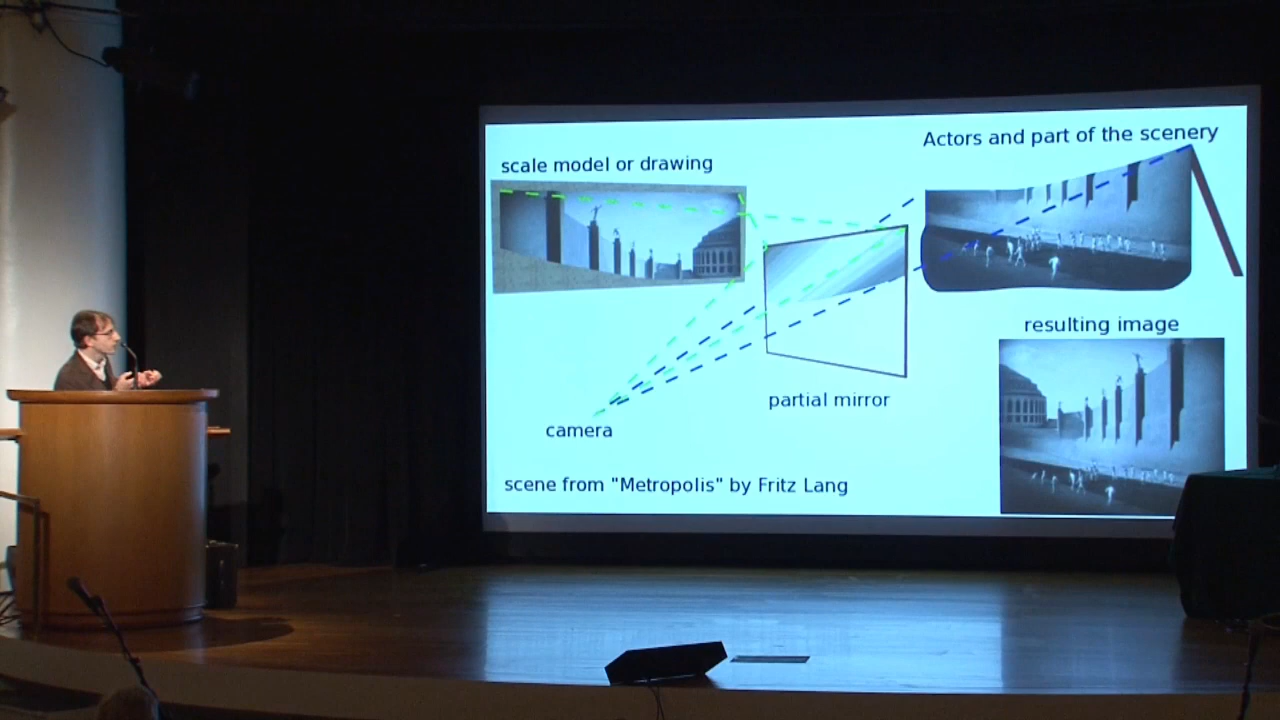 Actors and part of the scenery
scale model or drawing
resulting image
partial mirror
camera
scene from "Metropolis" by Fritz Lang